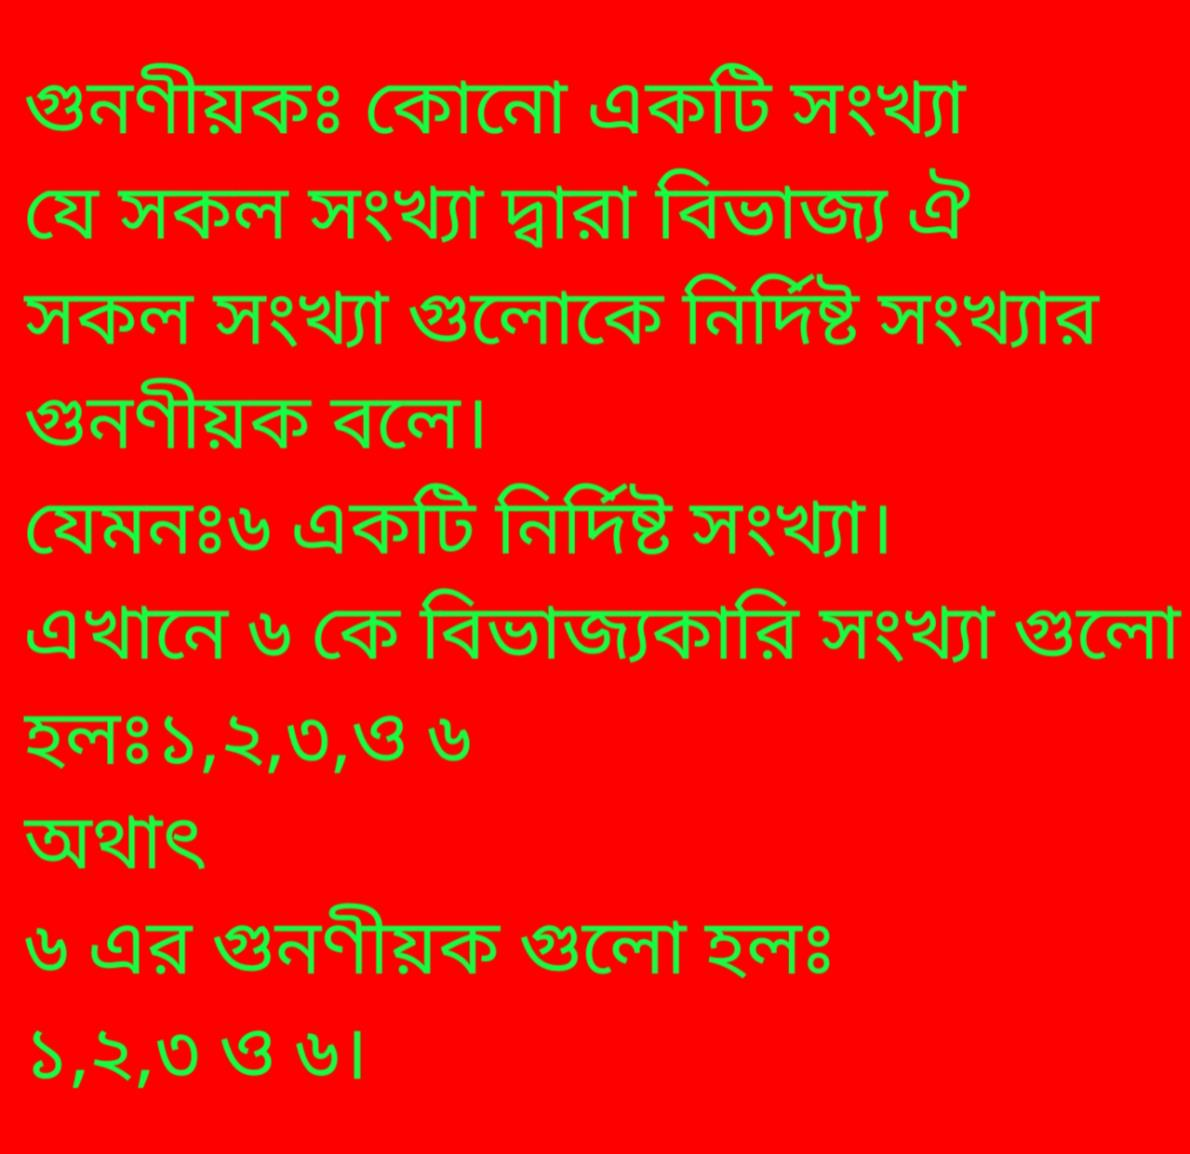 গুনণীয়কঃ কোনো একটি সংখ্যা
যে সকল সংখ্যা দ্বারা বিভাজ্য ঐ
সকল সংখ্যা গুলোকে নির্দিষ্ট সংখ্যার
গুনণীয়ক বলে।
যেমনঃ৬ একটি নির্দিষ্ট সংখ্যা।
এখানে ৬ কে বিভাজ্যকারি সংখ্যা গুলো
হলঃ১,২,৩,ও ৬
অথাৎ
৬ এর গুনণীয়ক গুলো হলঃ
১,২,৩ ও ৬।